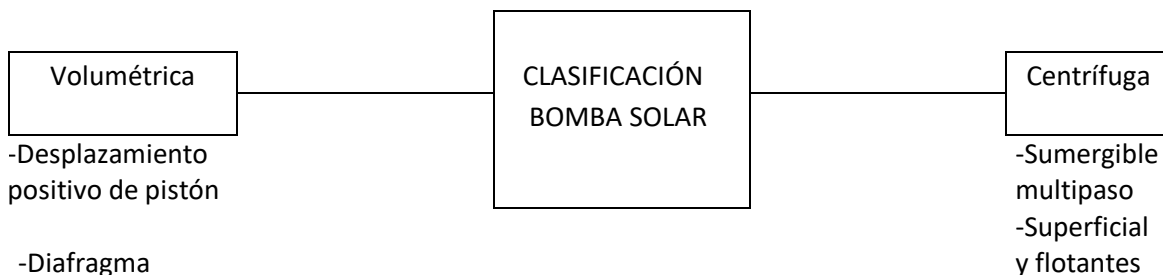 Volumétrica
-Desplazamiento
positivo de pistón
-Diafragma
CLASIFICACIÓN
BOMBA SOLAR
Centrífuga
-Sumergible
multipaso
-Superficial
y flotantes